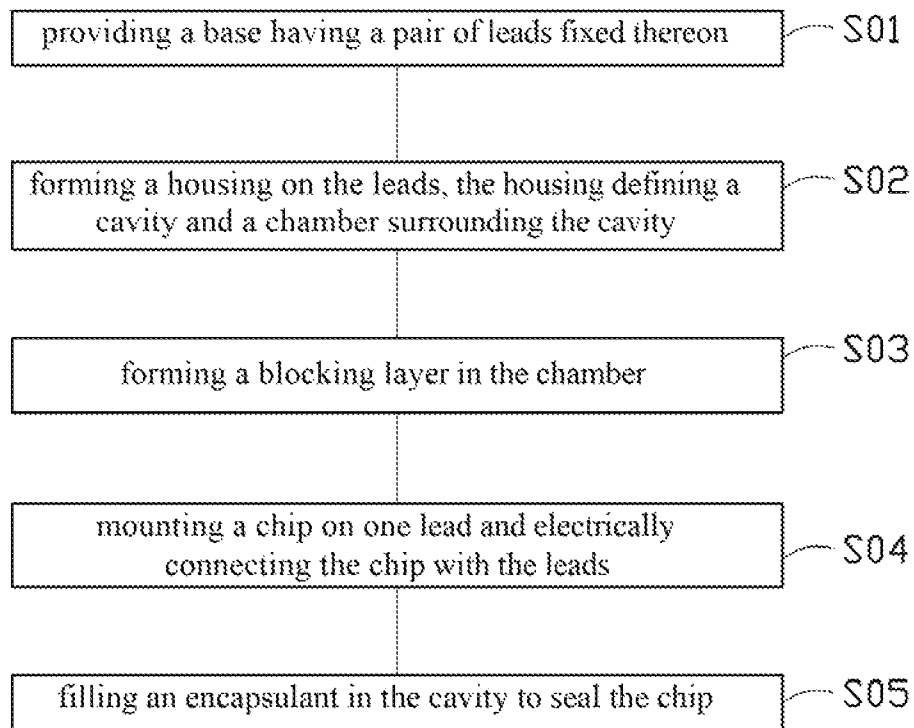 providing a base having a pair of leads fixed thereon
S01
forming a housing on the leads, the housing defining a
cavity and a chamber surrounding the cavity
S02
forming a blocking layer in the chamber
S03
mounting a chip on one lead and electrically
connecting the chip with the leads
S04
filling an encapsulant in the cavity to seal the chip
S05